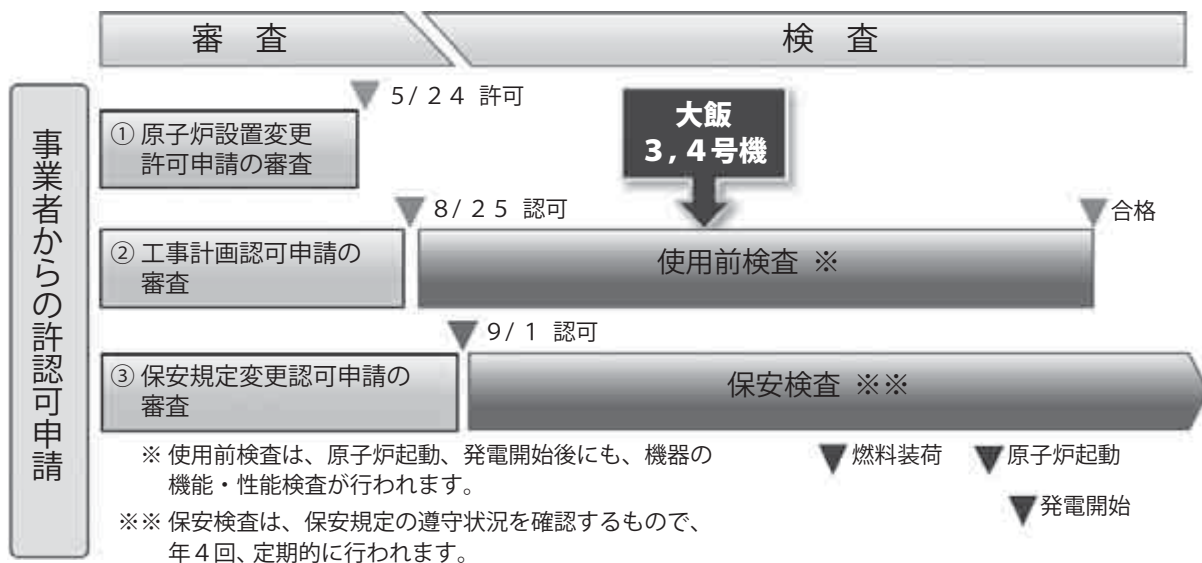 審 査
検 査
事業者からの許認可申請
▼ 5/24 許可
① 原子炉設置変更
許可申請の審査
大飯
3,4号機
▼ 8/25 認可
▼ 合格
② 工事計画認可申請の
審査
使用前検査 ※
▼ 9/1 認可
③ 保安規定変更認可申請の
審査
保安検査 ※※
※ 使用前検査は、原子炉起動、発電開始後にも、機器の
機能・性能検査が行われます。
※※ 保安検査は、保安規定の遵守状況を確認するもので、
年4回、定期的に行われます。
▼燃料装荷
▼原子炉起動
▼発電開始